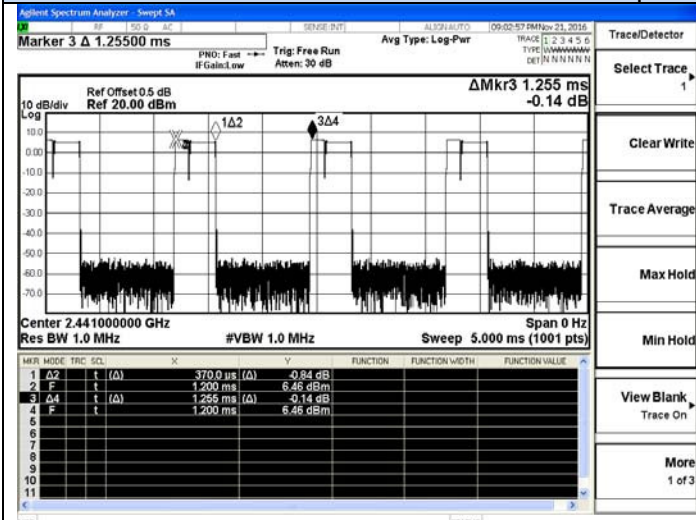 Agilent Spectrum Analyzer - Swept SA
RF 50 Ω AC SENSE:INT ALIGN AUTO 09:02:57 PM Nov 21, 2016
Marker 3 Δ 1.25500 ms
PNO: Fast Trig: Free Run
IFGain:Low Atten: 30 dB
Avg Type: Log-Pwr
TRACE 1 2 3 4 5 6
TYPE WWWWWW
DET N N N N N N
Trace/Detector
Select Trace
1
Clear Write
Trace Average
Max Hold
Min Hold
View Blank
Trace On
More
1 of 3
ΔMkr3 1.255 ms
-0.14 dB
Ref Offset 0.5 dB
10 dB/div Ref 20.00 dBm
Log
1Δ2
3Δ4
10.0
0.00
-10.0
-20.0
-30.0
-40.0
-50.0
-60.0
-70.0
Center 2.441000000 GHz Span 0 Hz
Res BW 1.0 MHz #VBW 1.0 MHz Sweep 5.000 ms (1001 pts)
MKR MODE TRC SCL X Y FUNCTION FUNCTION WIDTH FUNCTION VALUE
1 Δ2 t (Δ) 370.0 µs (Δ) -0.84 dB
2 F t 1.200 ms 6.46 dBm
3 Δ4 t (Δ) 1.255 ms (Δ) -0.14 dB
4 F t 1.200 ms 6.46 dBm
5
6
7
8
9
10
11